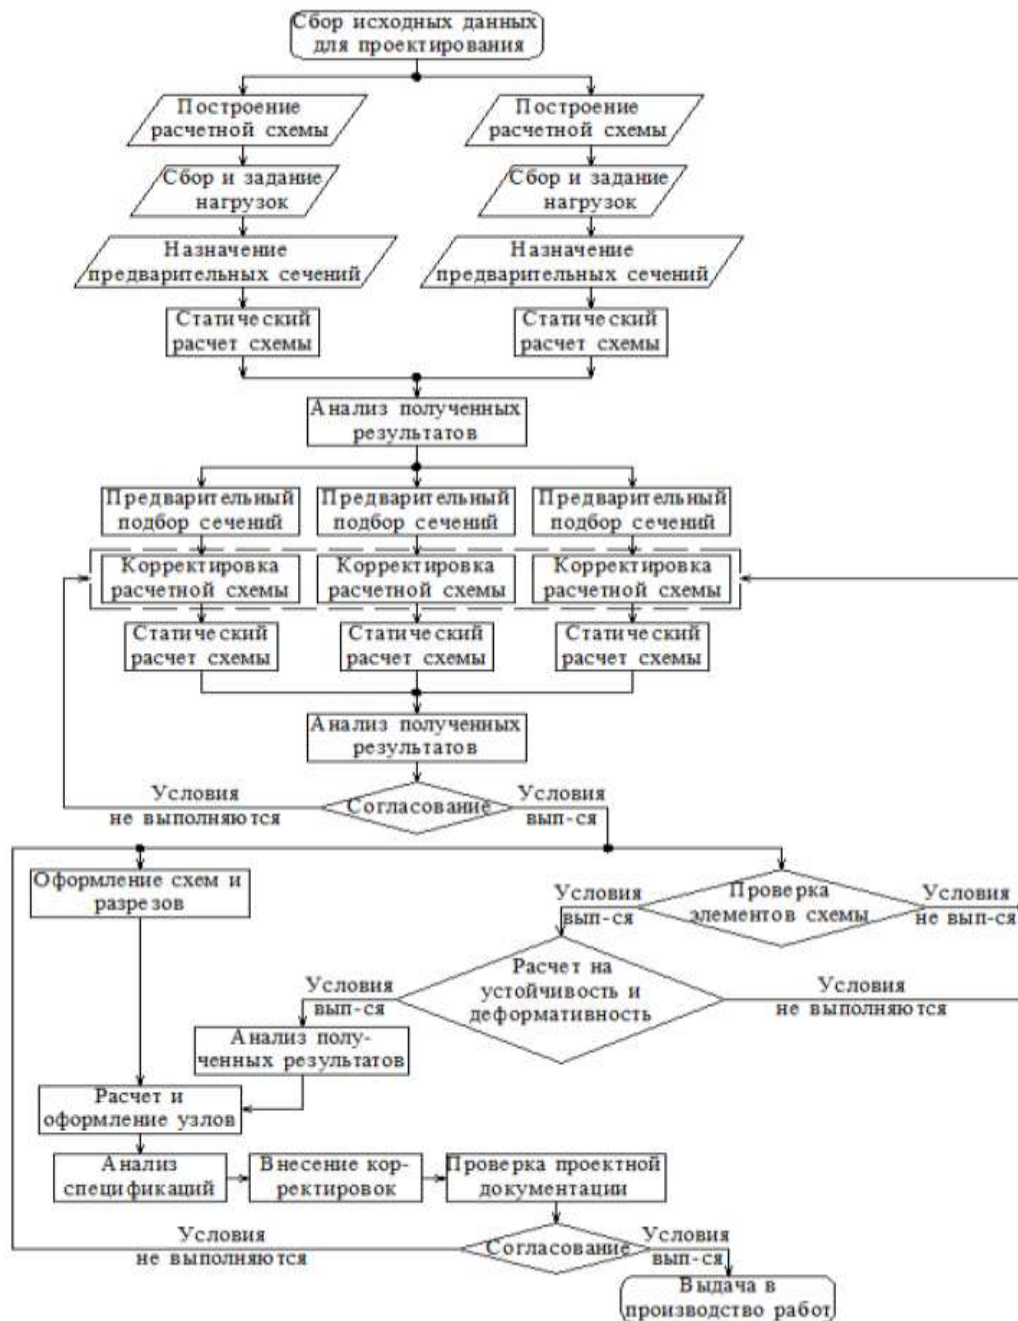 Сбор исходных данных
для проектирования
Построение
расчетной схемы
Построение
расчетной схемы
Сбор и задание
нагрузок
Сбор и задание
нагрузок
Назначение
предварительных сечений
Назначение
предварительных сечений
Статический
расчет схемы
Статический
расчет схемы
Анализ полученных
результатов
Предварительный
подбор сечений
Предварительный
подбор сечений
Предварительный
подбор сечений
Корректировка
расчетной схемы
Корректировка
расчетной схемы
Корректировка
расчетной схемы
Статический
расчет схемы
Статический
расчет схемы
Статический
расчет схемы
Анализ полученных
результатов
Условия
не выполняются
Согласование
Условия
вып-ся
Оформление схем и
разрезов
Условия
вып-ся
Проверка
элементов схемы
Условия
не вып-ся
Условия
вып-ся
Расчет на
устойчивость и
деформативность
Условия
не выполняются
Анализ полу-
ченных результатов
Расчет и
оформление узлов
Анализ
спецификаций
Внесение кор-
ректировок
Проверка проектной
документации
Условия
не выполняются
Согласование
Условия
вып-ся
Выдача в
производство работ